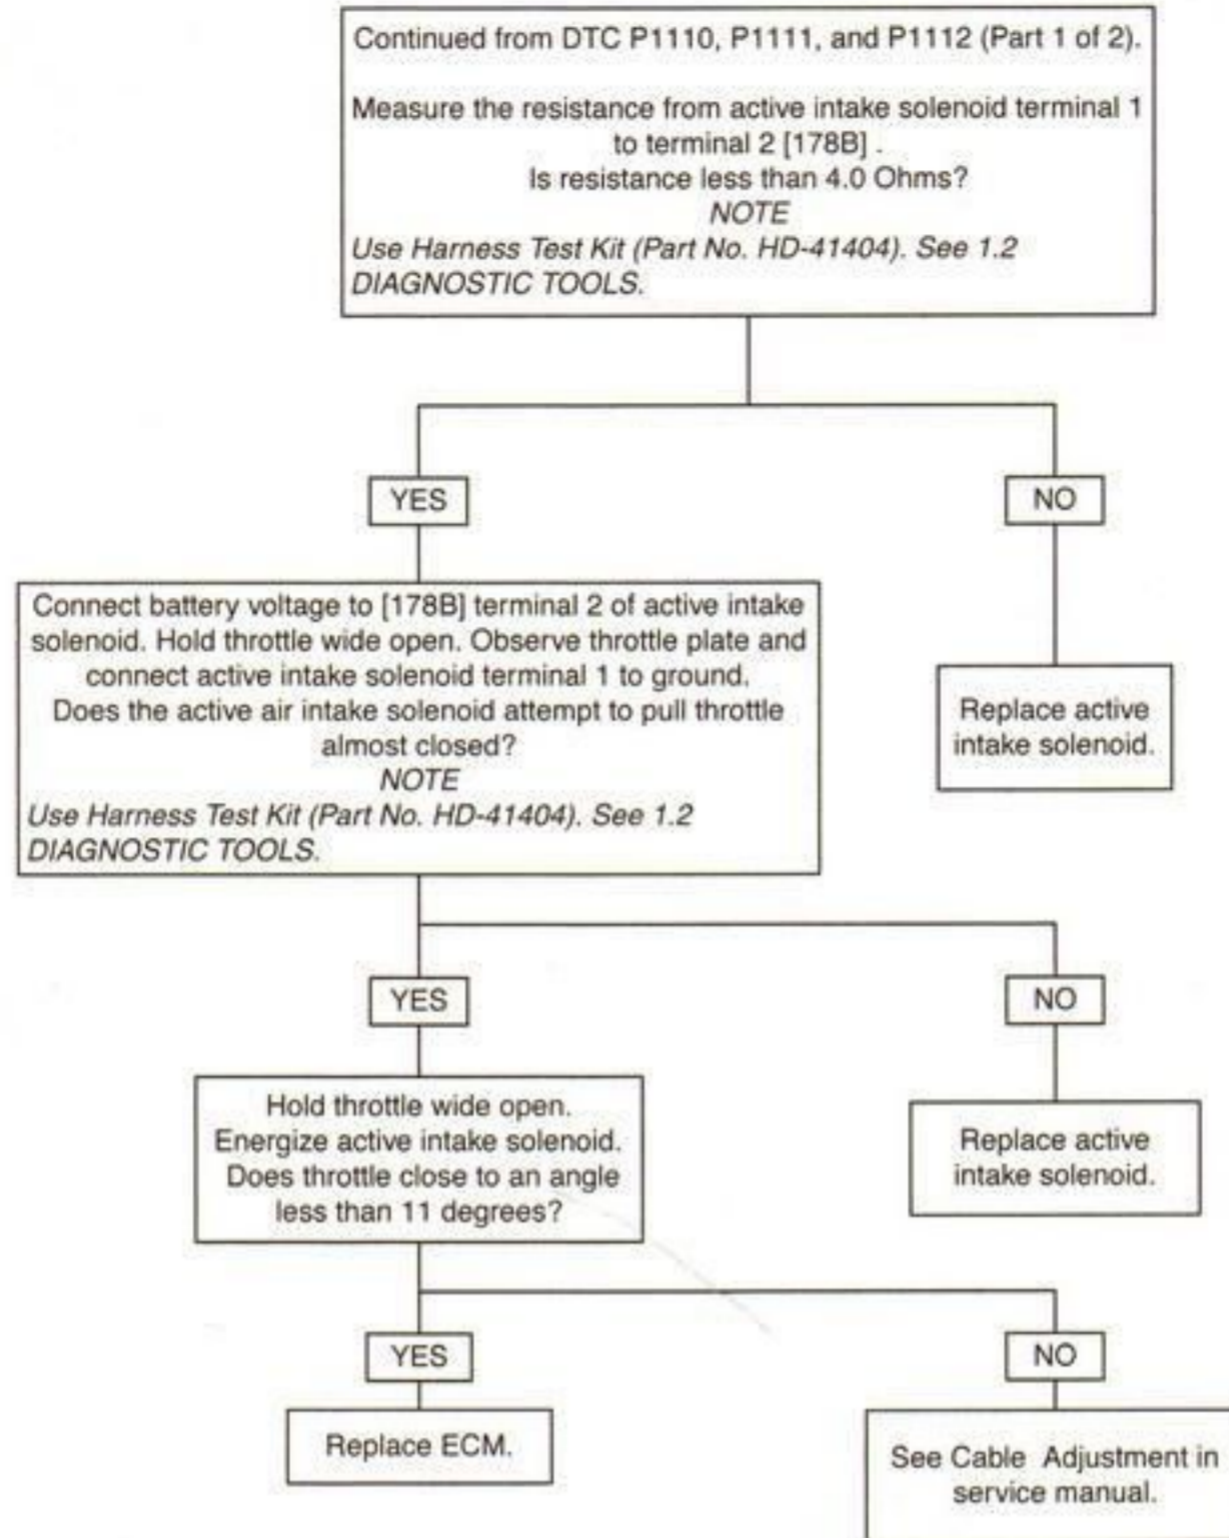 Continued from DTC P1110, P1111, and P1112 (Part 1 of 2).
Measure the resistance from active intake solenoid terminal 1
to terminal 2 [178B] .
Is resistance less than 4.0 Ohms?
NOTE
Use Harness Test Kit (Part No. HD-41404). See 1.2
DIAGNOSTIC TOOLS.
YES
NO
Connect battery voltage to [178B] terminal 2 of active intake
solenoid. Hold throttle wide open. Observe throttle plate and
connect active intake solenoid terminal 1 to ground.
Does the active air intake solenoid attempt to pull throttle
almost closed?
NOTE
Use Harness Test Kit (Part No. HD-41404). See 1.2
DIAGNOSTIC TOOLS.
Replace active
intake solenoid.
YES
NO
Hold throttle wide open.
Energize active intake solenoid.
Does throttle close to an angle
less than 11 degrees?
Replace active
intake solenoid.
YES
NO
Replace ECM.
See Cable Adjustment in
service manual.